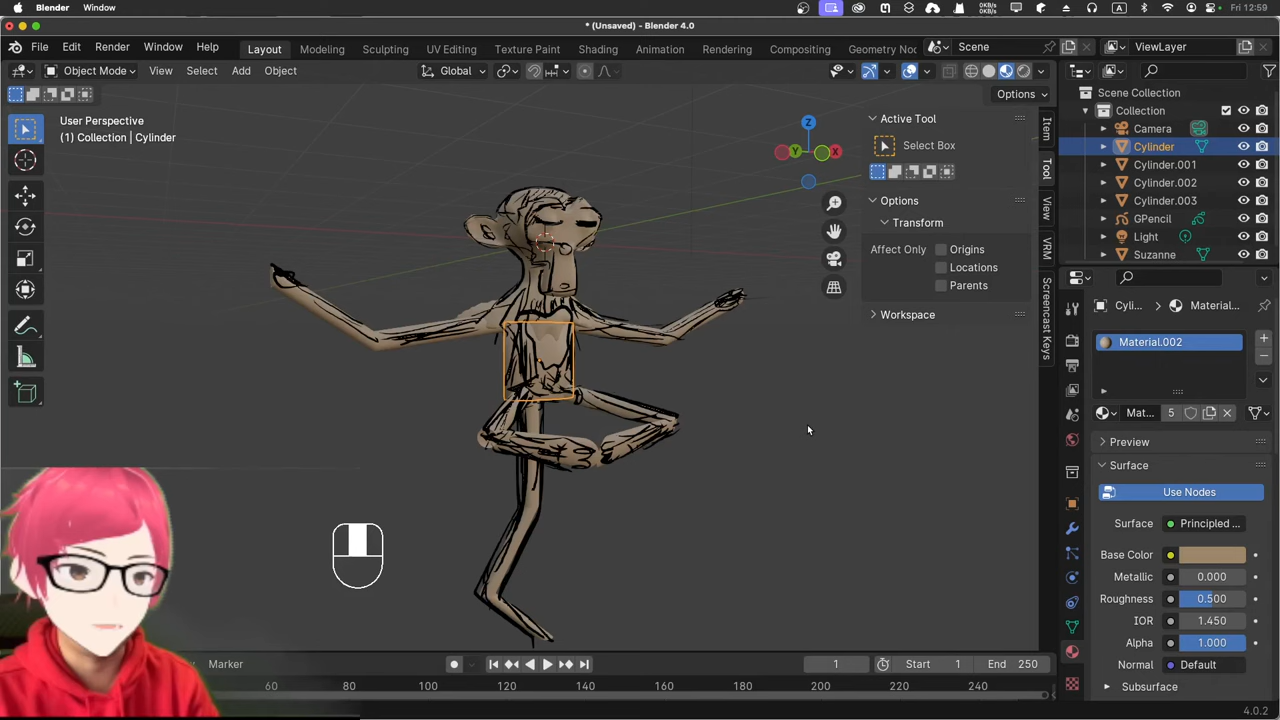 Blender Window 0KB/s 0KB/s A Fri 12:59
* (Unsaved) - Blender 4.0
File Edit Render Window Help Layout Modeling Sculpting UV Editing Texture Paint Shading Animation Rendering Compositing Geometry Noc Scene ViewLayer
Object Mode View Select Add Object Global
Options
User Perspective
(1) Collection | Cylinder
Z
Y X
Active Tool
Select Box
Options
Transform
Affect Only Origins
Locations
Parents
Workspace
Item
Tool
View
VRM
Screencast Keys
Scene Collection
Collection
Camera
Cylinder
Cylinder.001
Cylinder.002
Cylinder.003
GPencil
Light
Suzanne
Cyli... Material...
Material.002
Mat... 5
Preview
Surface
Use Nodes
Surface Principled ...
Base Color
Metallic 0.000
Roughness 0.500
IOR 1.450
Alpha 1.000
Normal Default
Subsurface
Marker 1 Start 1 End 250
60 80 100 120 140 160 180 200 220 240
4.0.2